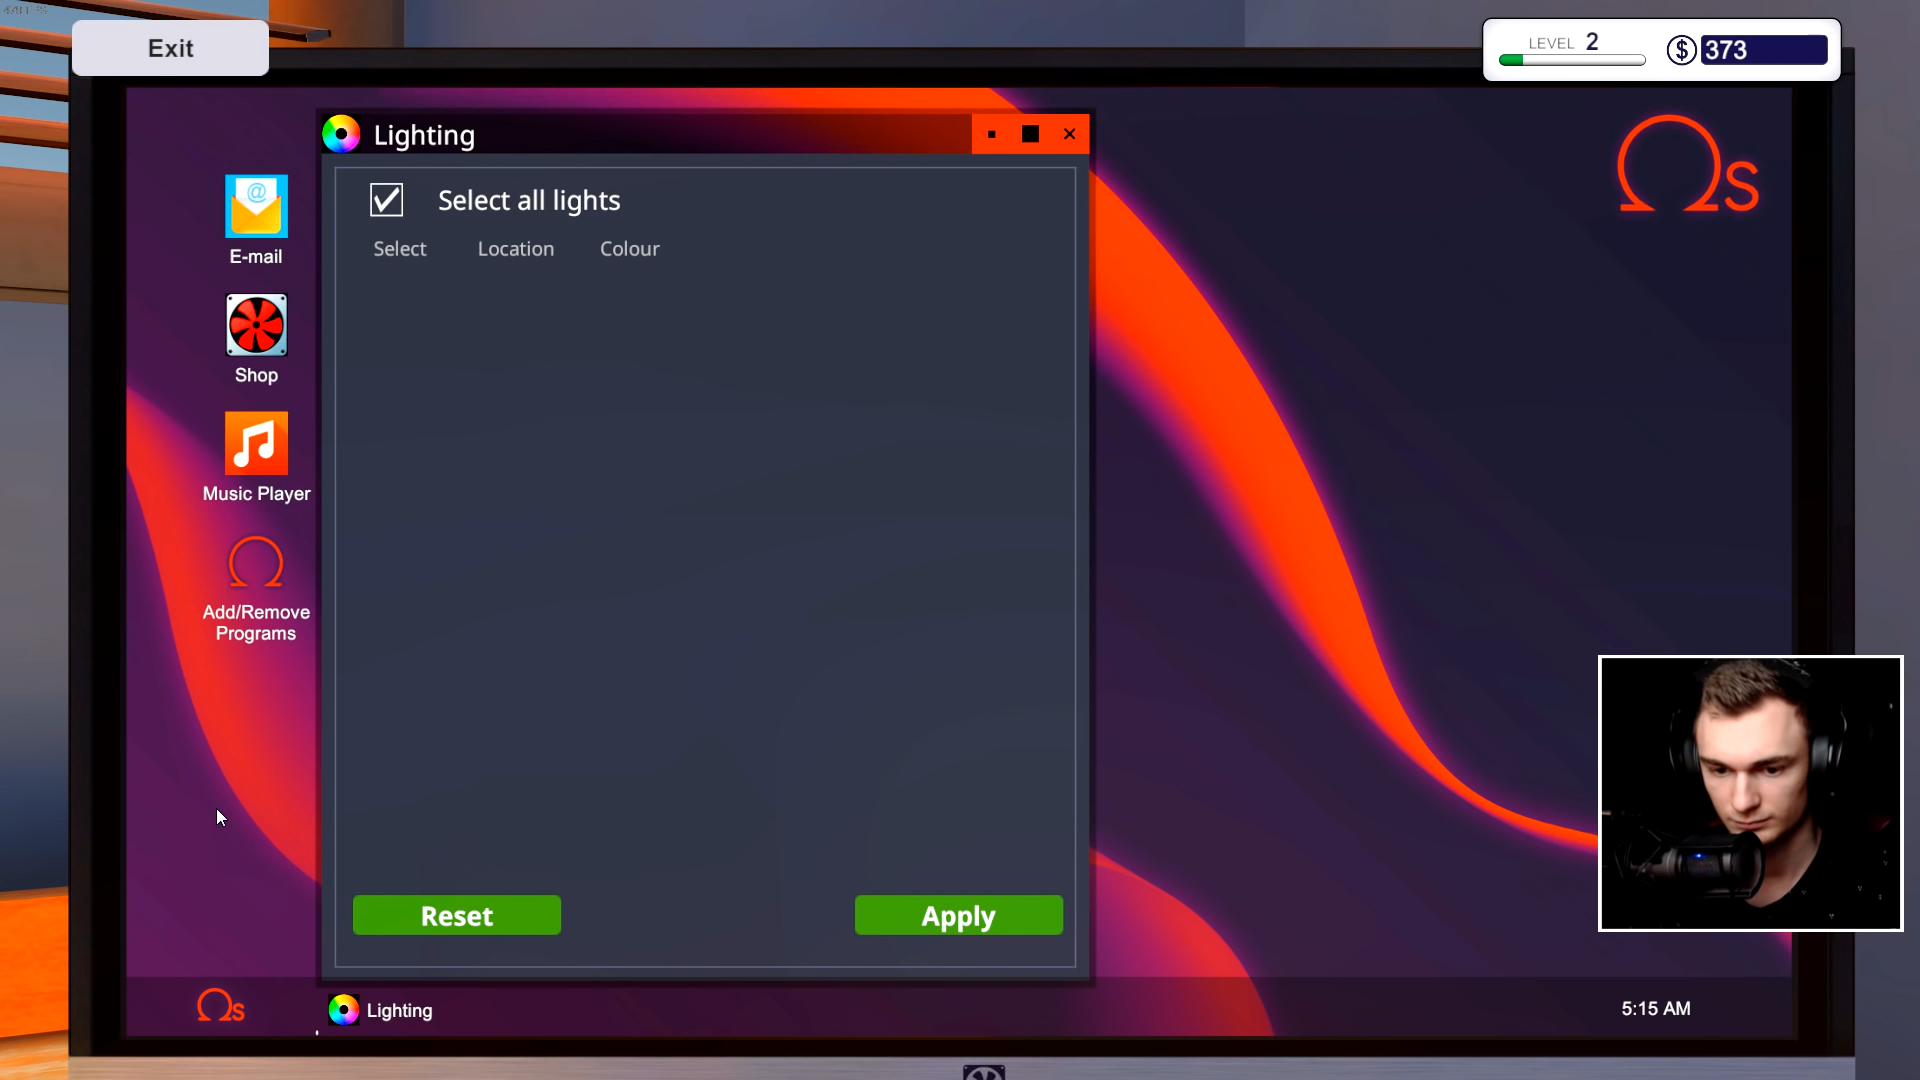 Exit
LEVEL 2
$ 373
Lighting
Select all lights
Select Location Colour
E-mail
Shop
Music Player
Add/Remove
Programs
Reset
Apply
Ωs
Ωs
Lighting
5:15 AM